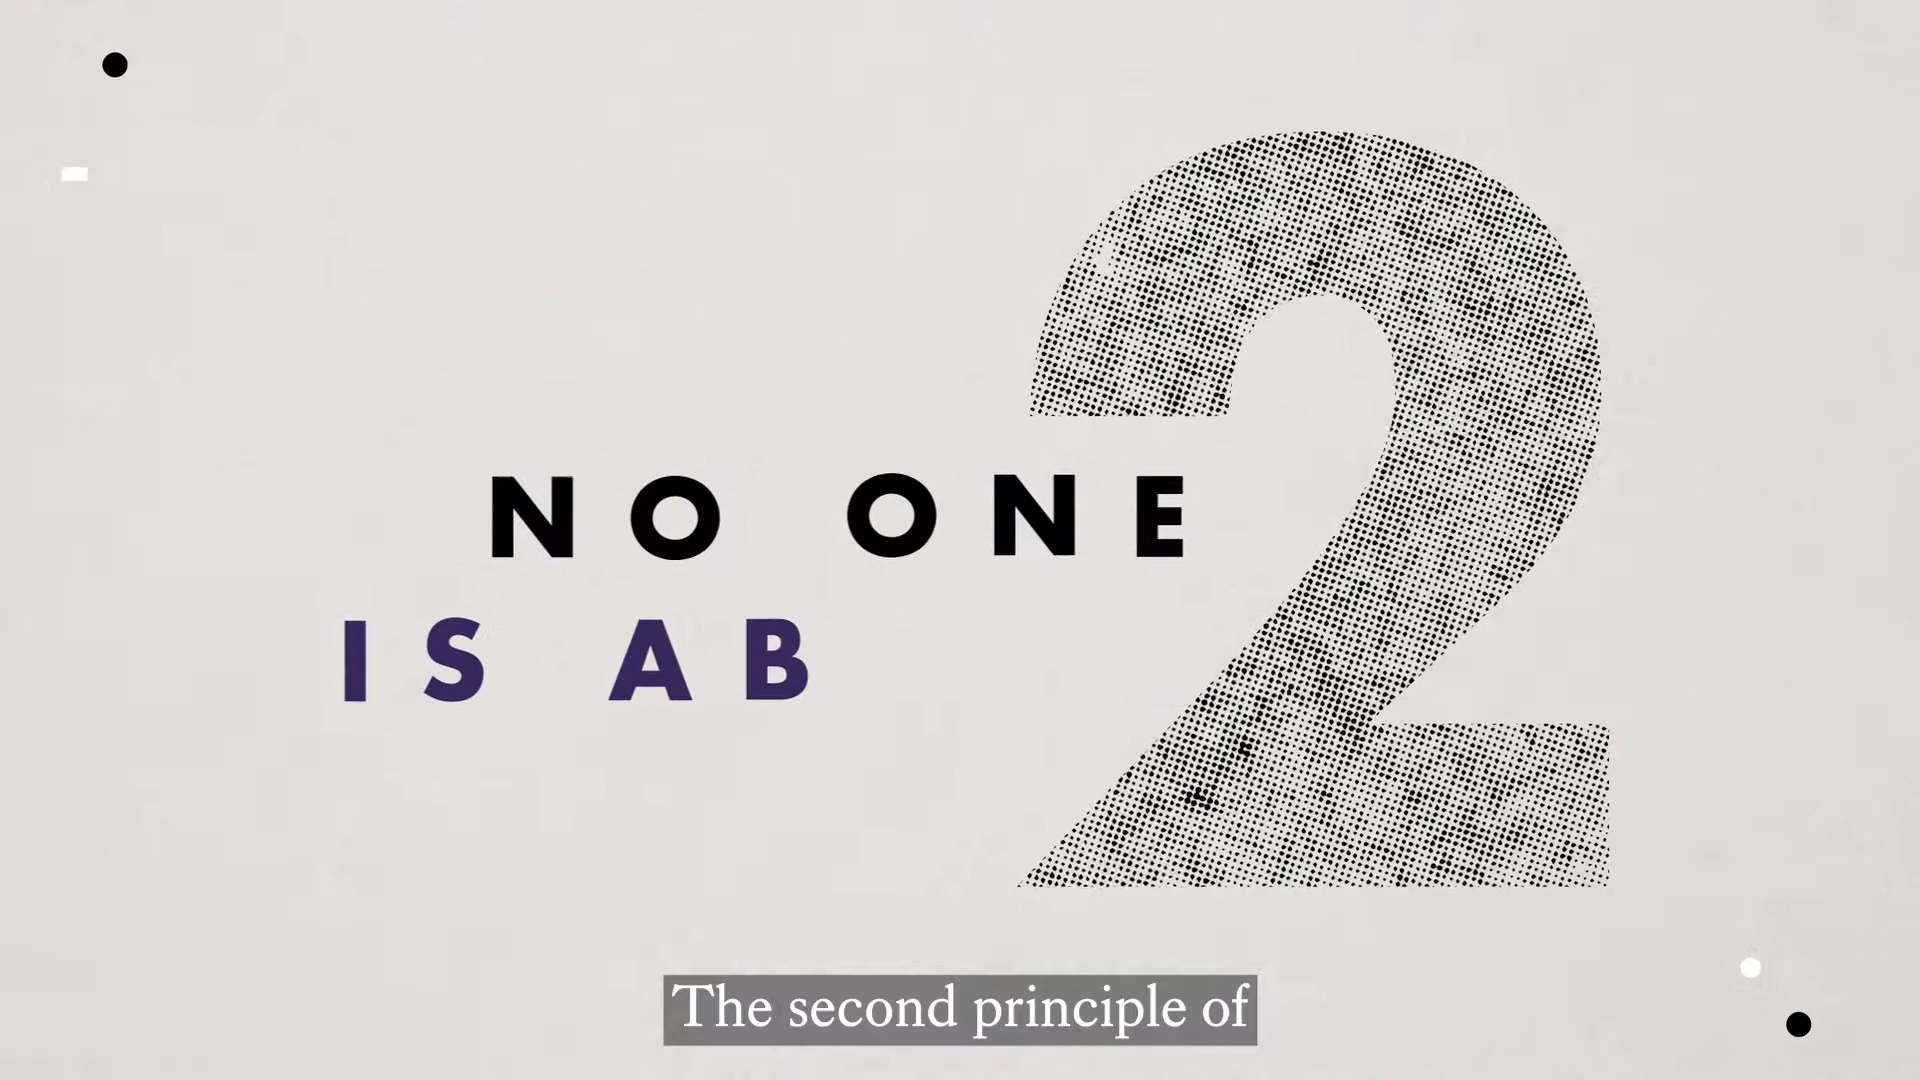 2
NO ONE
IS AB
The second principle of